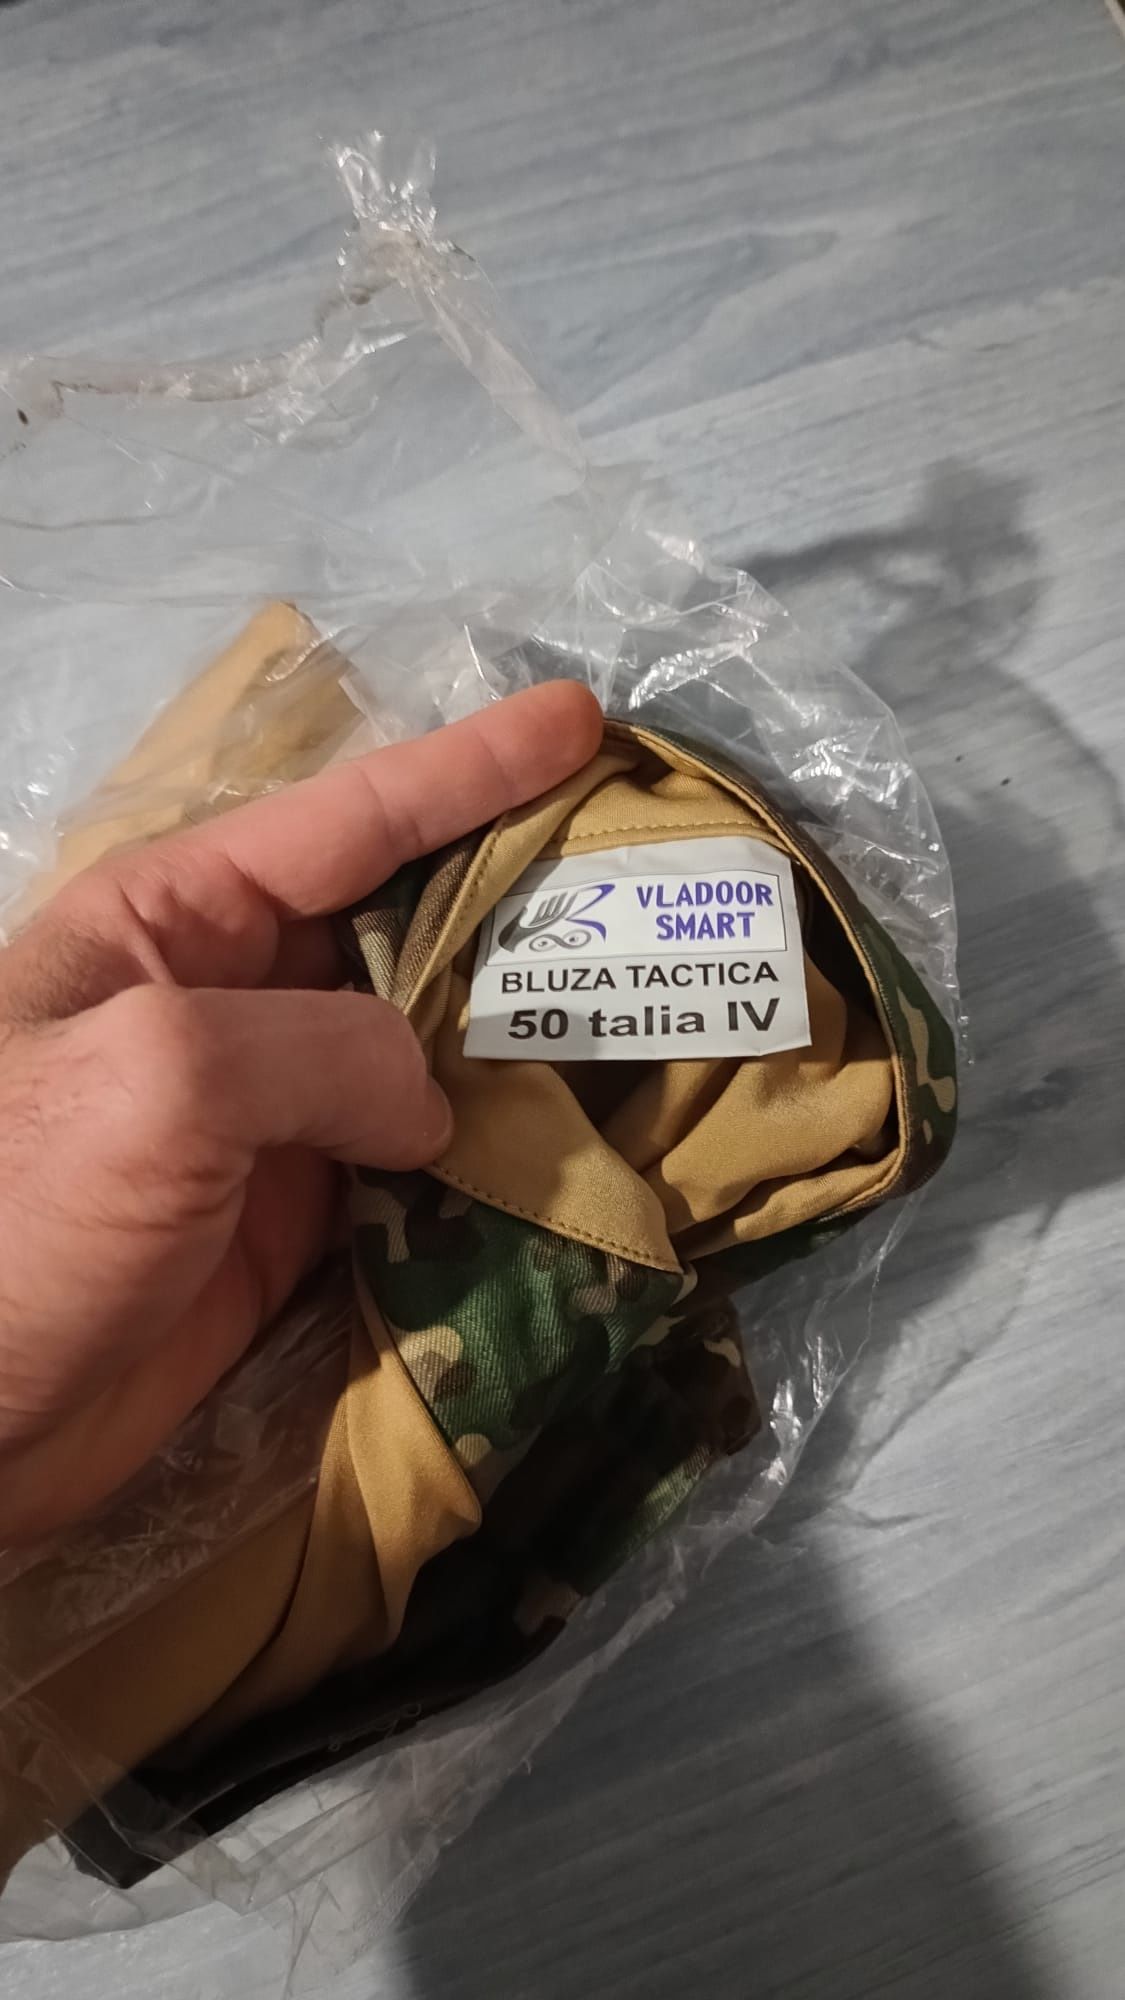 VLADOOR
SMART
BLUZA TACTICA
50 talia IV